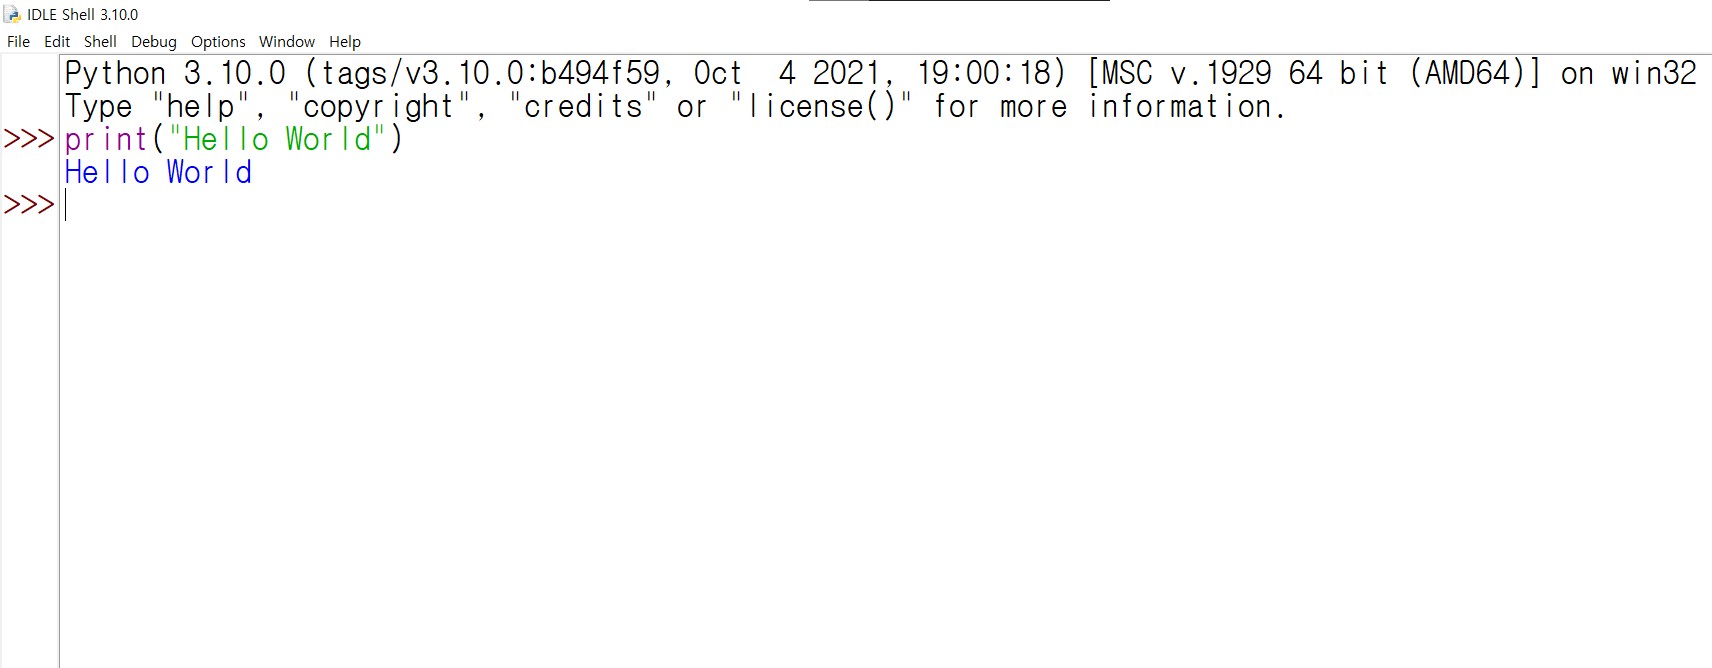 IDLE Shell 3.10.0
File Edit Shell Debug Options Window Help
Python 3.10.0 (tags/v3.10.0:b494f59, Oct  4 2021, 19:00:18) [MSC v.1929 64 bit (AMD64)] on win32
Type "help", "copyright", "credits" or "license()" for more information.
>>> print("Hello World")
Hello World
>>>